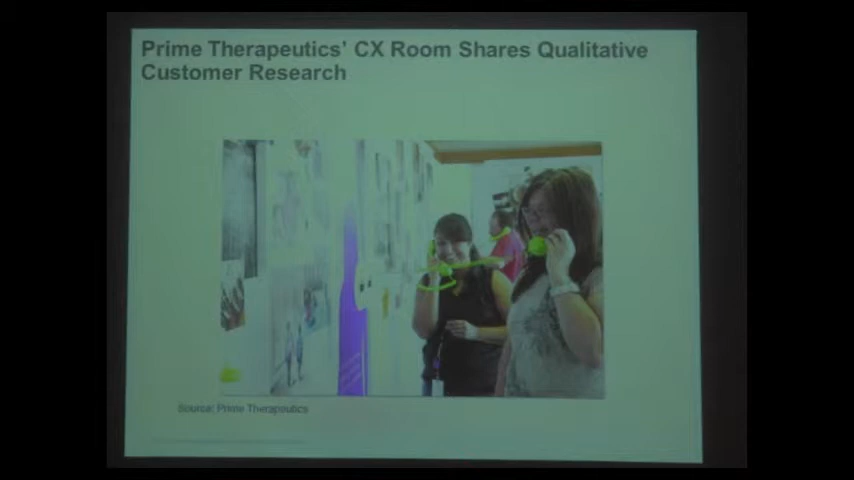 Prime Therapeutics' CX Room Shares Qualitative
Customer Research
Source: Prime Therapeutics